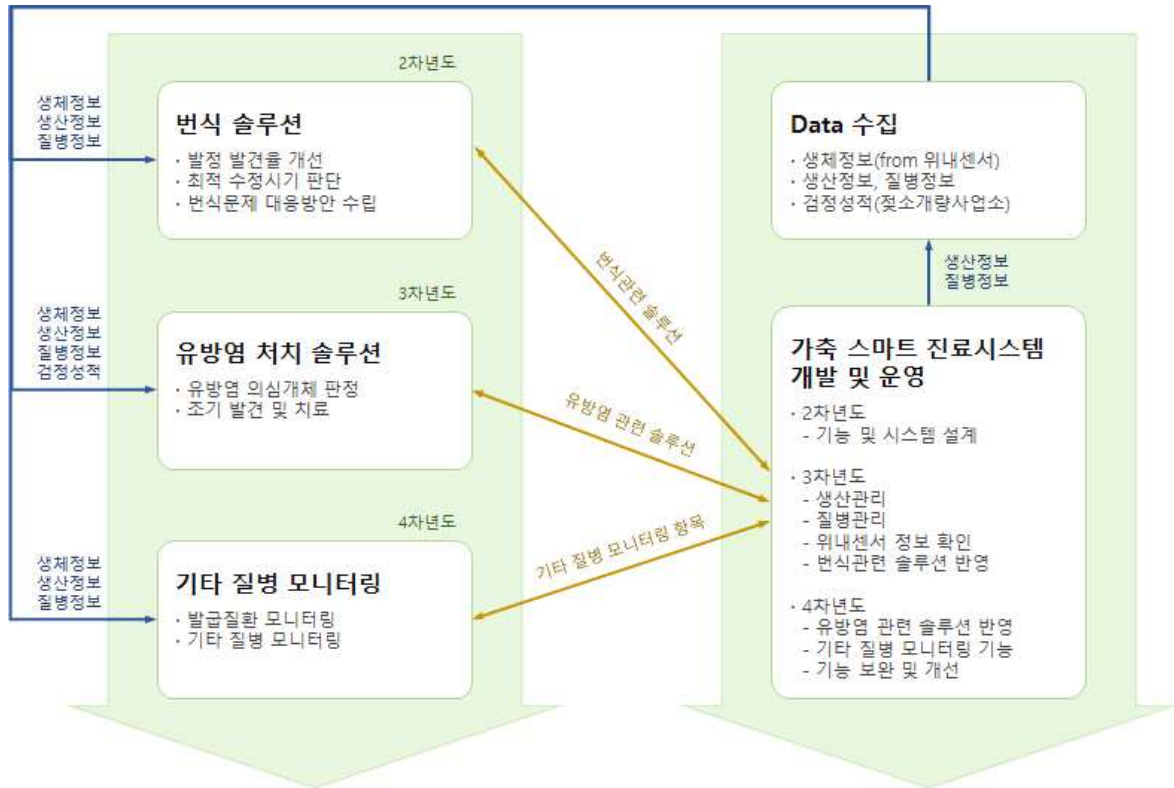 2차년도
생체정보
생산정보
질병정보
번식 솔루션
· 발정 발견율 개선
· 최적 수정시기 판단
· 번식문제 대응방안 수립
3차년도
생체정보
생산정보
질병정보
검정성적
유방염 처치 솔루션
· 유방염 의심개체 판정
· 조기 발견 및 치료
4차년도
생체정보
생산정보
질병정보
기타 질병 모니터링
· 발굽질환 모니터링
· 기타 질병 모니터링
번식관련 솔루션
유방염 관련 솔루션
기타 질병 모니터링 항목
Data 수집
· 생체정보(from 위내센서)
· 생산정보, 질병정보
· 검정성적(젖소개량사업소)
생산정보
질병정보
가축 스마트 진료시스템
개발 및 운영
· 2차년도
- 기능 및 시스템 설계
· 3차년도
- 생산관리
- 질병관리
- 위내센서 정보 확인
- 번식관련 솔루션 반영
· 4차년도
- 유방염 관련 솔루션 반영
- 기타 질병 모니터링 기능
- 기능 보완 및 개선